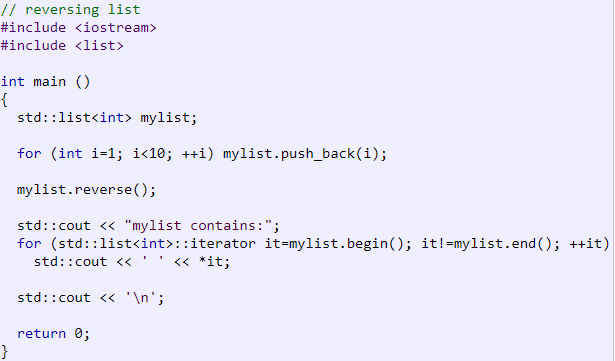 // reversing list
#include <iostream>
#include <list>
int main ()
{
  std::list<int> mylist;
  for (int i=1; i<10; ++i) mylist.push_back(i);
  mylist.reverse();
  std::cout << "mylist contains:";
  for (std::list<int>::iterator it=mylist.begin(); it!=mylist.end(); ++it)
    std::cout << ' ' << *it;
  std::cout << '\n';
  return 0;
}